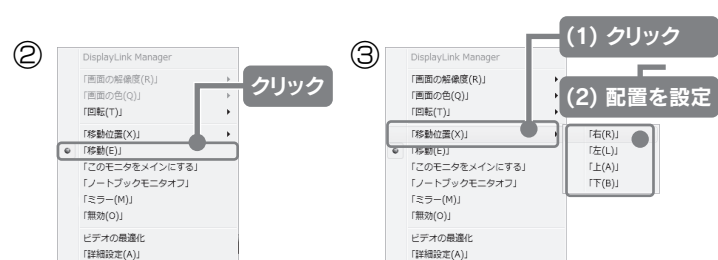 ②
DisplayLink Manager
「画面の解像度(R)」
「画面の色(Q)」
「回転(T)」
「移動位置(X)」
「移動(E)」
「このモニタをメインにする」
「ノートブックモニタオフ」
「ミラー(M)」
「無効(O)」
ビデオの最適化
「詳細設定(A)」
クリック
③
DisplayLink Manager
「画面の解像度(R)」
「画面の色(Q)」
「回転(T)」
「移動位置(X)」
「移動(E)」
「このモニタをメインにする」
「ノートブックモニタオフ」
「ミラー(M)」
「無効(O)」
ビデオの最適化
「詳細設定(A)」
(1) クリック
(2) 配置を設定
「右(R)」
「左(L)」
「上(A)」
「下(B)」